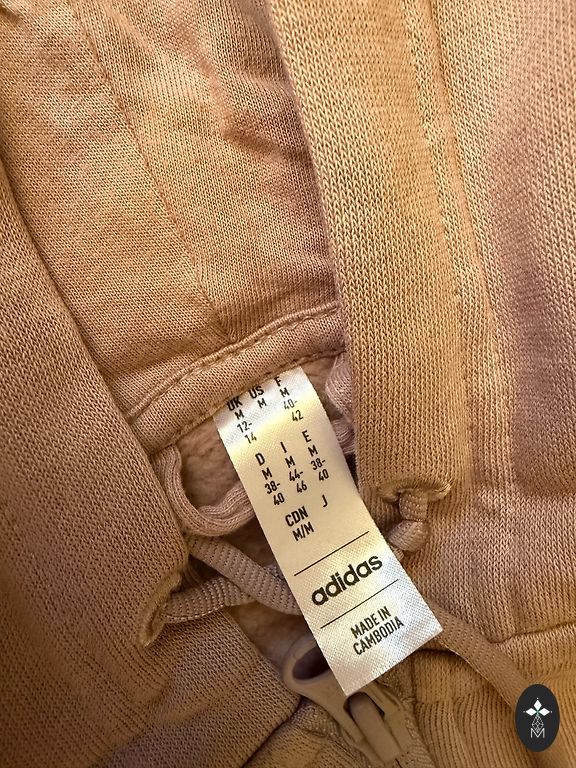 UK US F
M M M
12- 40-
14 42
D I E
M M M
38- 44- 38-
40 46 40
CDN J
M/M
adidas
MADE IN
CAMBODIA
M